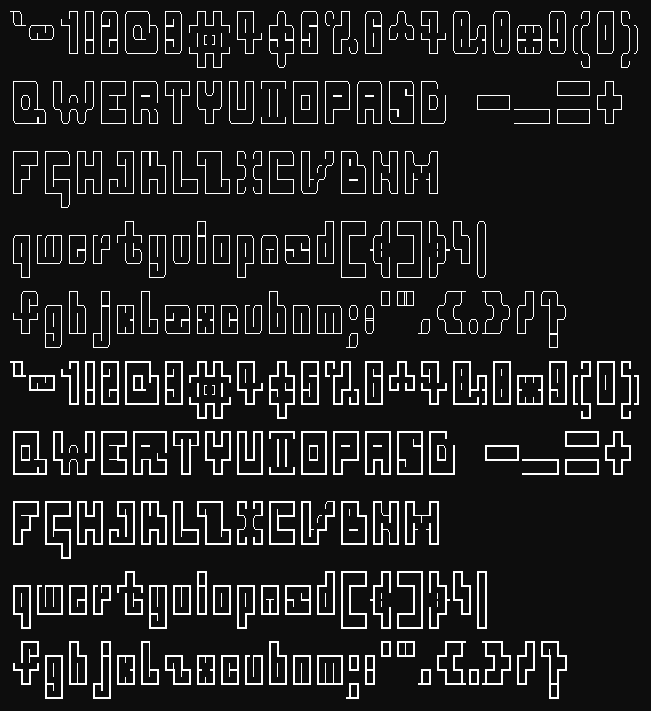 `~1!2@3#4$5%6^7&8*9(0)
QWERTYUIOPASD -_=+
FGHJKLZXCVBNM
qwertyuiopasd[{]}\|
fghjklzxcvbnm;:'",<.>/?
`~1!2@3#4$5%6^7&8*9(0)
QWERTYUIOPASD -_=+
FGHJKLZXCVBNM
qwertyuiopasd[{]}\|
fghjklzxcvbnm;:'",<.>/?